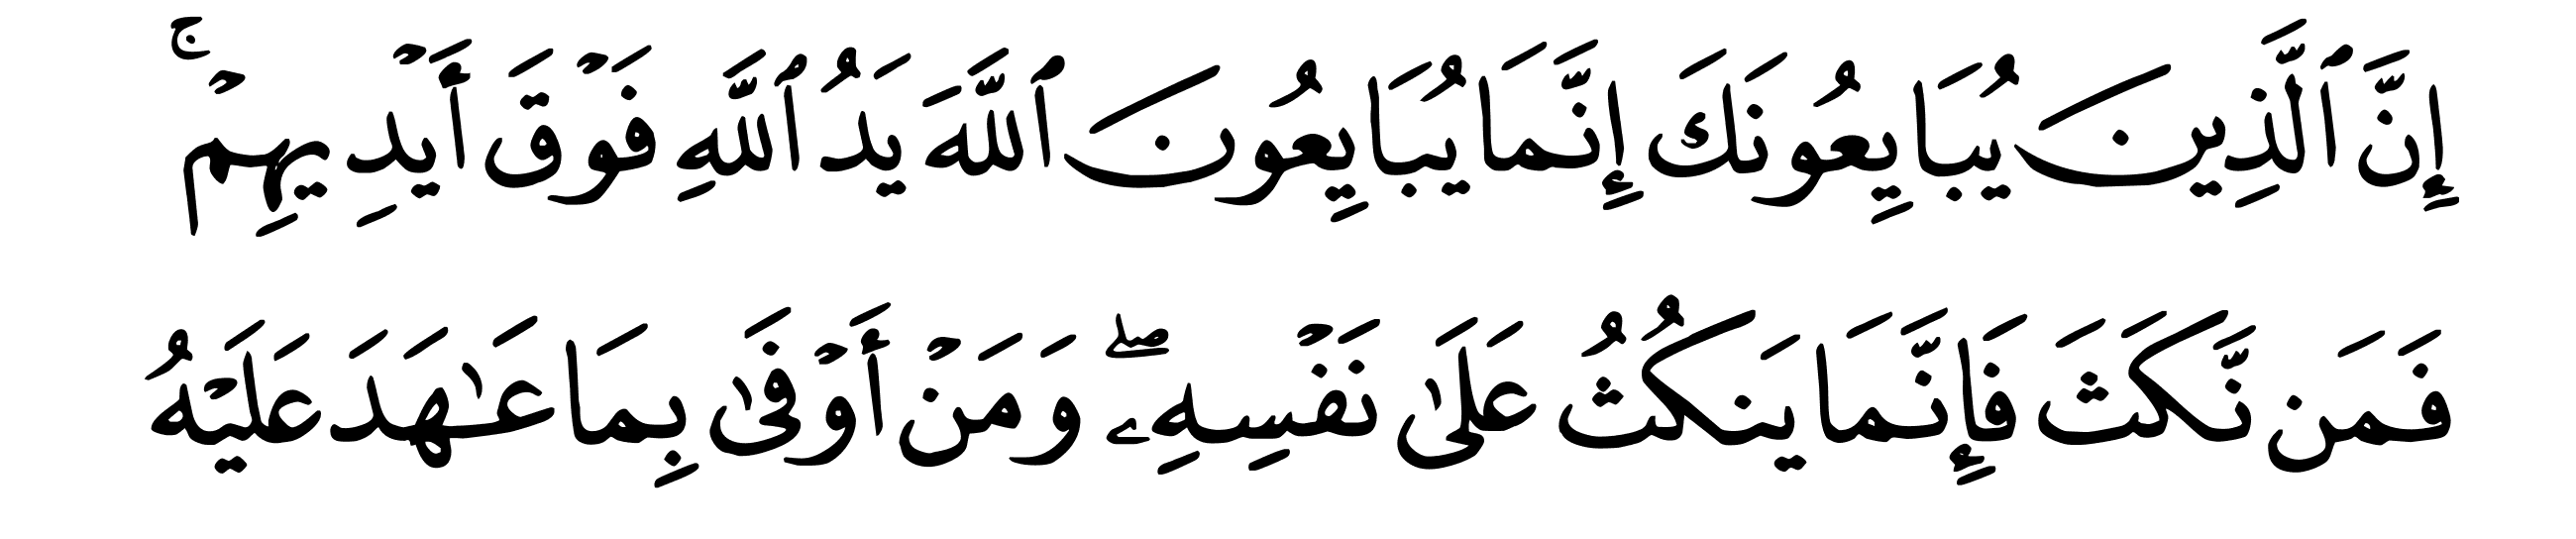 إِنَّ ٱلَّذِينَ يُبَايِعُونَكَ إِنَّمَا يُبَايِعُونَ ٱللَّهَ يَدُ ٱللَّهِ فَوْقَ أَيْدِيهِمْۚ
فَمَن نَّكَثَ فَإِنَّمَا يَنكُثُ عَلَىٰ نَفْسِهِۦۖ وَمَنْ أَوْفَىٰ بِمَا عَـٰهَدَ عَلَيْهُ